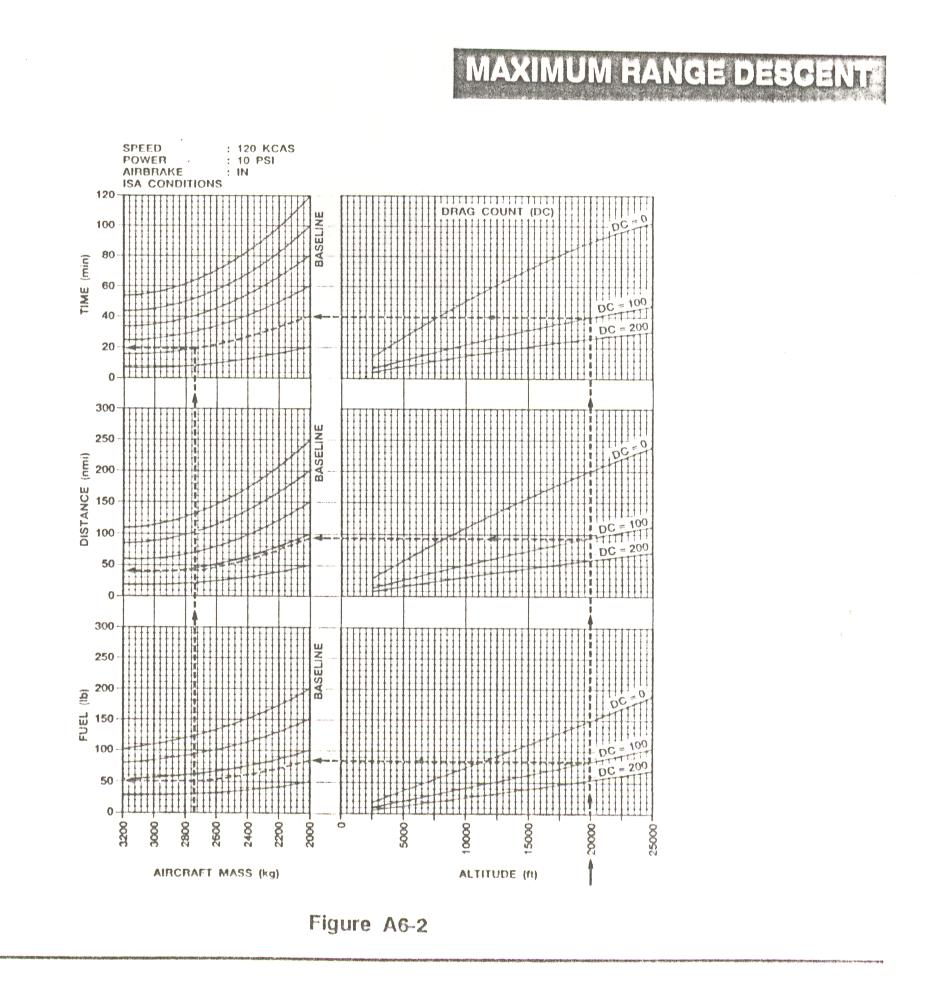 MAXIMUM RANGE DESCENT
SPEED : 120 KCAS
POWER : 10 PSI
AIRBRAKE : IN
ISA CONDITIONS
TIME (min)
120
100
80
60
40
20
0
BASELINE
DRAG COUNT (DC)
DC = 0
DC = 100
DC = 200
DISTANCE (nmi)
300
250
200
150
100
50
0
BASELINE
DC = 0
DC = 100
DC = 200
FUEL (lb)
300
250
200
150
100
50
0
BASELINE
DC = 0
DC = 100
DC = 200
3200
3000
2800
2600
2400
2200
2000
0
5000
10000
15000
20000
25000
AIRCRAFT MASS (kg)
ALTITUDE (ft)
Figure A6-2